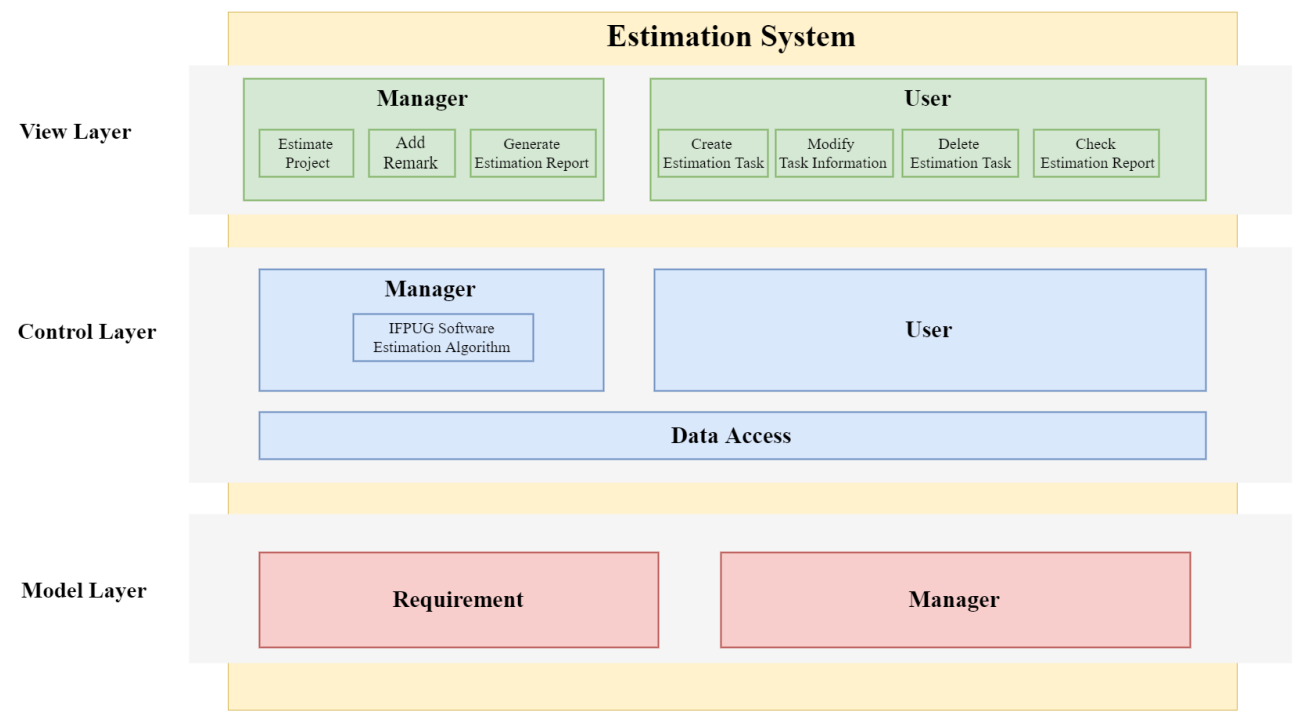 Estimation System
View Layer
Manager
Estimate
Project
Add
Remark
Generate
Estimation Report
User
Create
Estimation Task
Modify
Task Information
Delete
Estimation Task
Check
Estimation Report
Control Layer
Manager
IFPUG Software
Estimation Algorithm
User
Data Access
Model Layer
Requirement
Manager